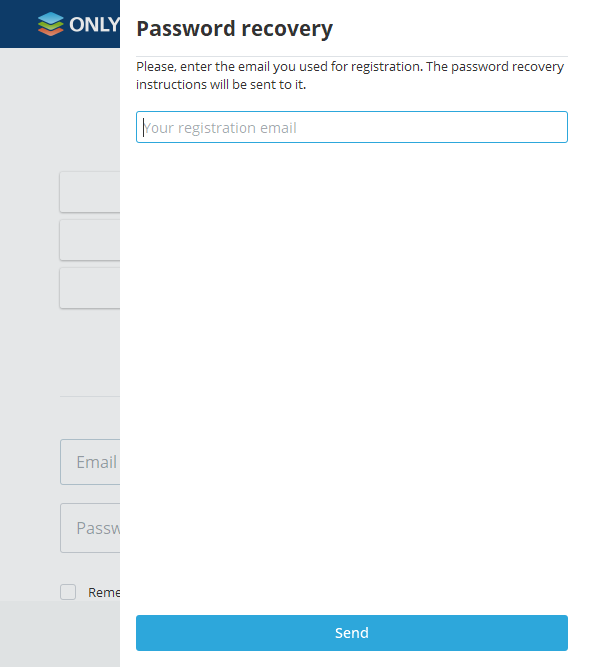 ONLY
Password recovery
Please, enter the email you used for registration. The password recovery
instructions will be sent to it.
Your registration email
Email
Passw
Reme
Send